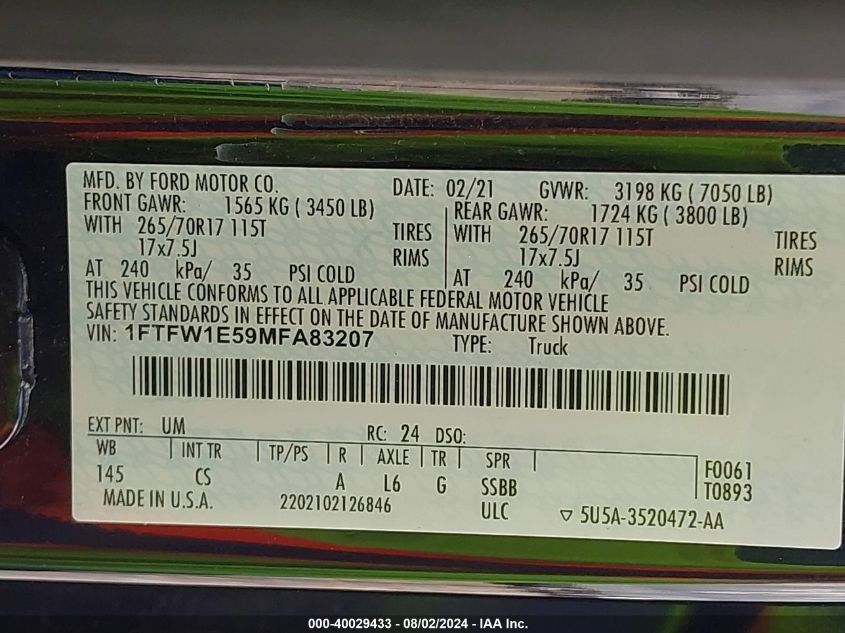 MFD. BY FORD MOTOR CO. DATE: 02/21 GVWR: 3198 KG ( 7050 LB)
FRONT GAWR: 1565 KG ( 3450 LB) REAR GAWR: 1724 KG ( 3800 LB)
WITH 265/70R17 115T TIRES WITH 265/70R17 115T TIRES
17x7.5J RIMS 17x7.5J RIMS
AT 240 kPa/ 35 PSI COLD AT 240 kPa/ 35 PSI COLD
THIS VEHICLE CONFORMS TO ALL APPLICABLE FEDERAL MOTOR VEHICLE
SAFETY STANDARDS IN EFFECT ON THE DATE OF MANUFACTURE SHOWN ABOVE.
VIN: 1FTFW1E59MFA83207 TYPE: Truck
EXT PNT: UM RC: 24 DSO:
WB INT TR TP/PS R AXLE TR SPR F0061
145 CS A L6 G SSBB T0893
MADE IN U.S.A. 2202102126846 ULC ▽ 5U5A-3520472-AA
000-40029433 - 08/02/2024 - IAA Inc.